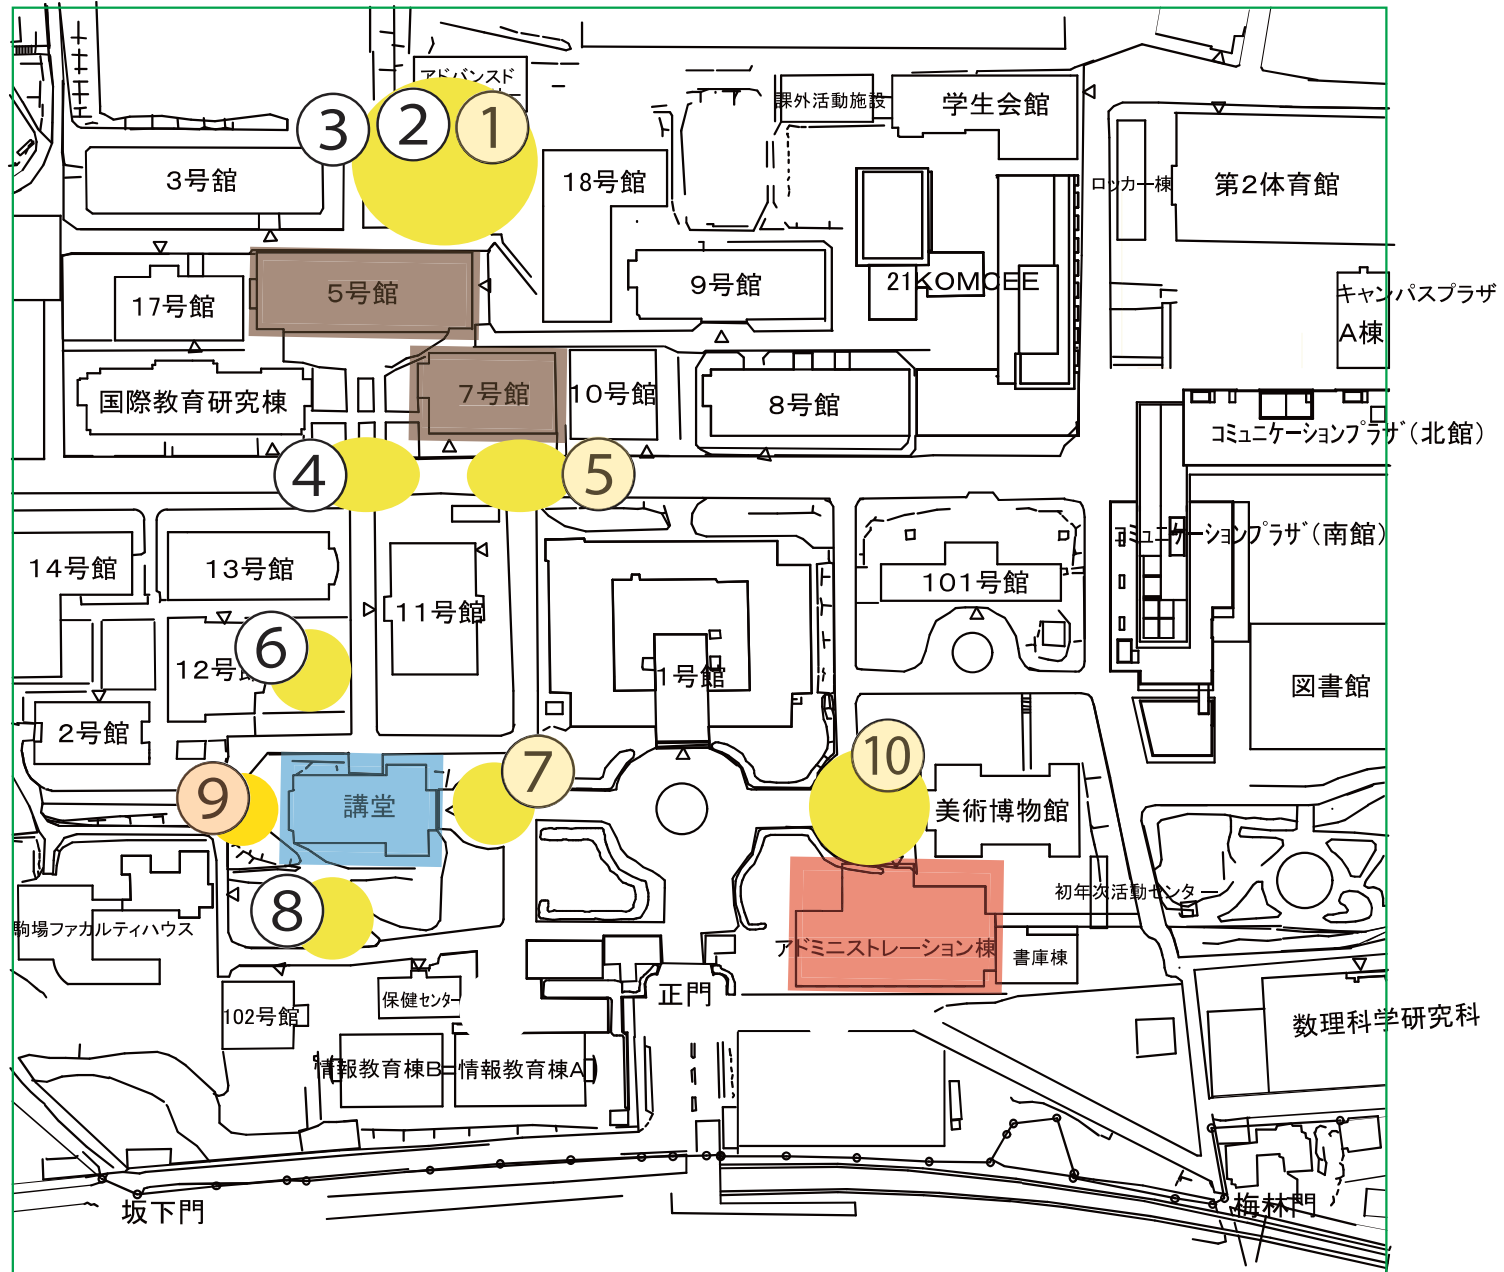 アドバンスド
3
2
1
課外活動施設
学生会館
3号舘
18号館
ロッカー棟
第2体育館
17号館
5号館
9号館
21KOMCEE
キャンパスプラザ
A棟
国際教育研究棟
7号館
10号館
8号館
コミュニケーションプラザ(北館)
4
5
14号館
13号館
11号館
101号館
コミュニケーションプラザ(南館)
6
12号
1号館
図書館
2号館
7
10
9
講堂
美術博物館
8
初年次活動センター
駒場ファカルティハウス
アドミニストレーション棟
書庫棟
正門
102号館
保健センター
数理科学研究科
情報教育棟B
情報教育棟A
坂下門
梅林門